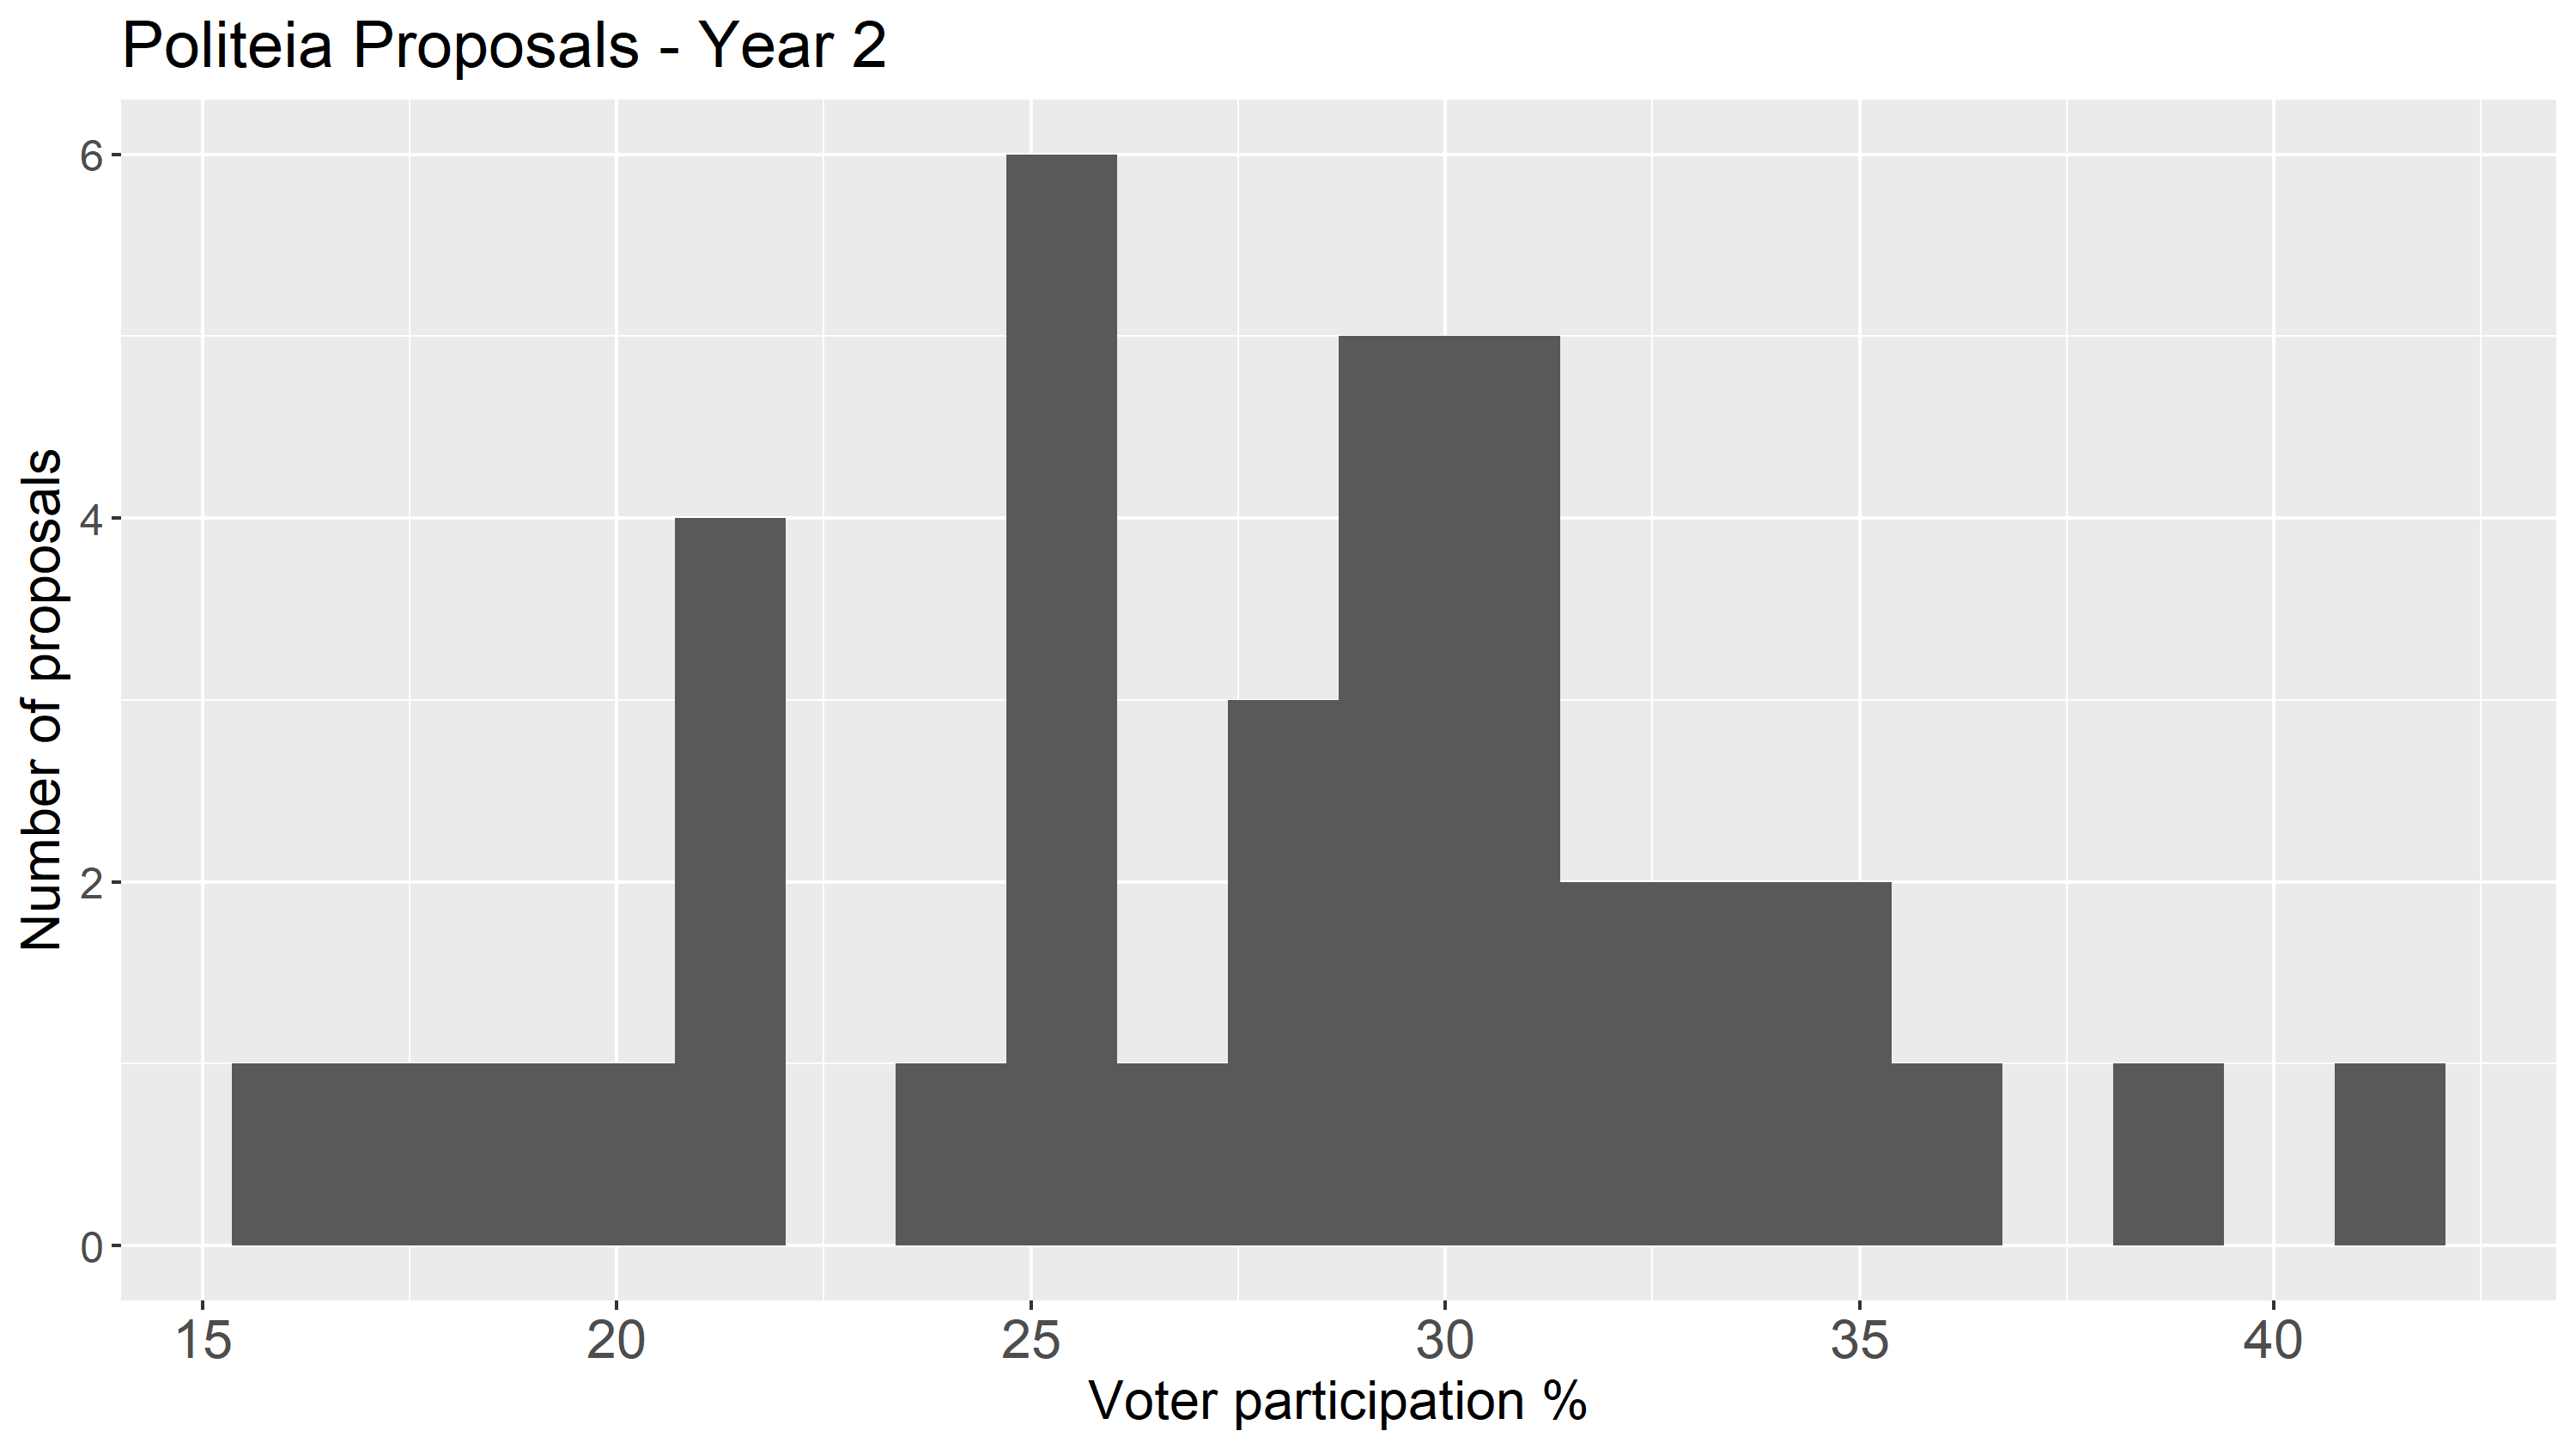 Politeia Proposals - Year 2
Number of proposals
6
4
2
0
15 20 25 30 35 40
Voter participation %